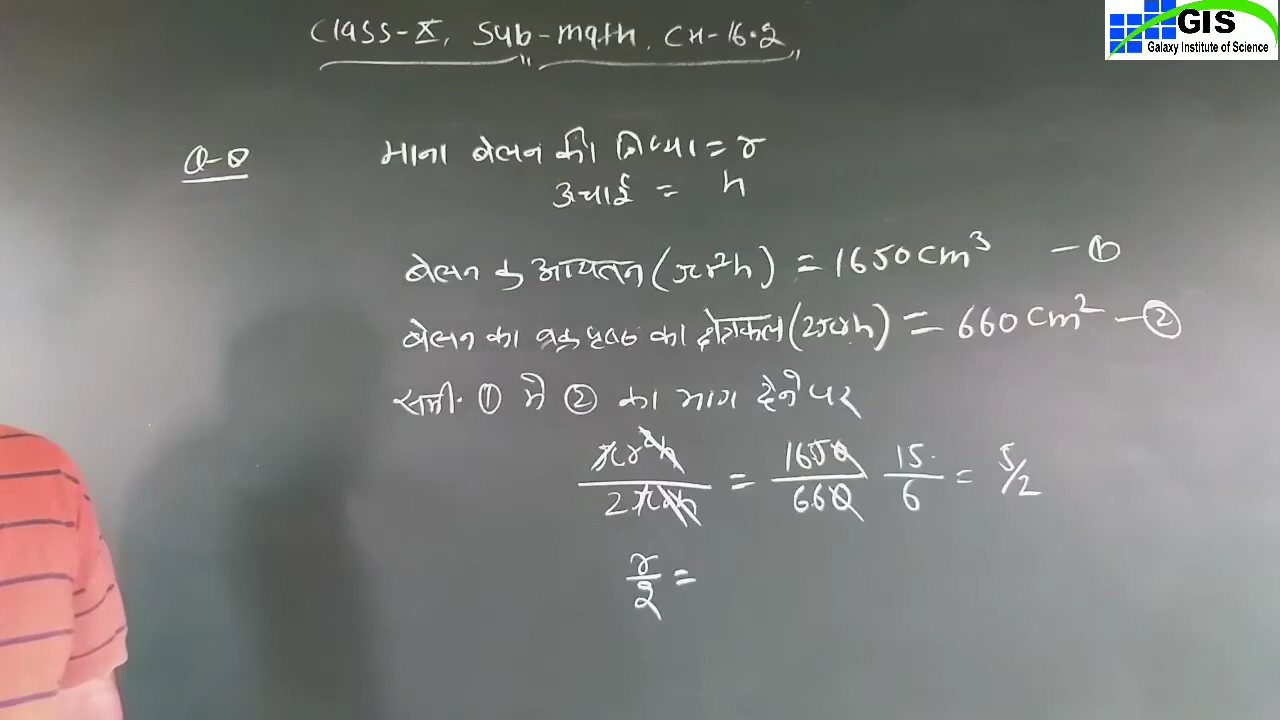 Class-X, Sub-math, CH-16.2
GIS
Galaxy Institute of Science
Q-8 माना बेलन की त्रिज्या = r
उचाई = h
बेलन के आयतन (πr²h) = 1650 cm³ - ①
बेलन का वक्र पृष्ठ का क्षेत्रफल (2πrh) = 660 cm² - ②
समी. ① में ② का भाग देने पर
πr²h / 2πrh = 1650 / 660 15 / 6 = 5/2
r / 2 =